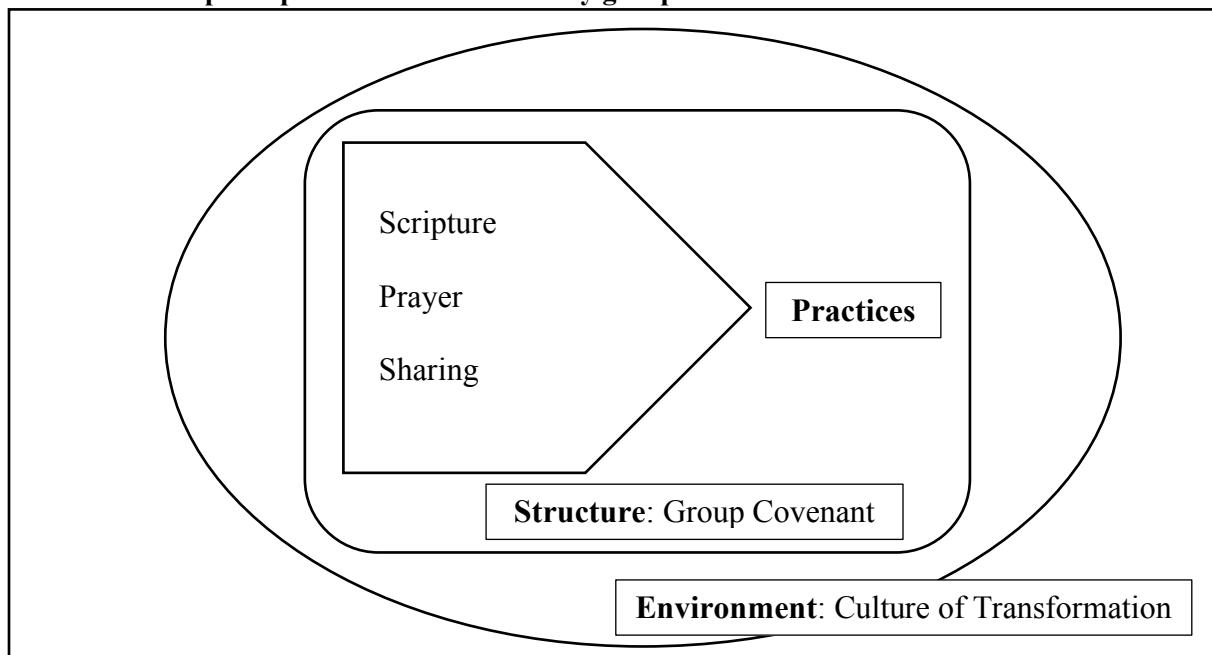 Scripture
Prayer
Sharing
Practices
Structure: Group Covenant
Environment: Culture of Transformation